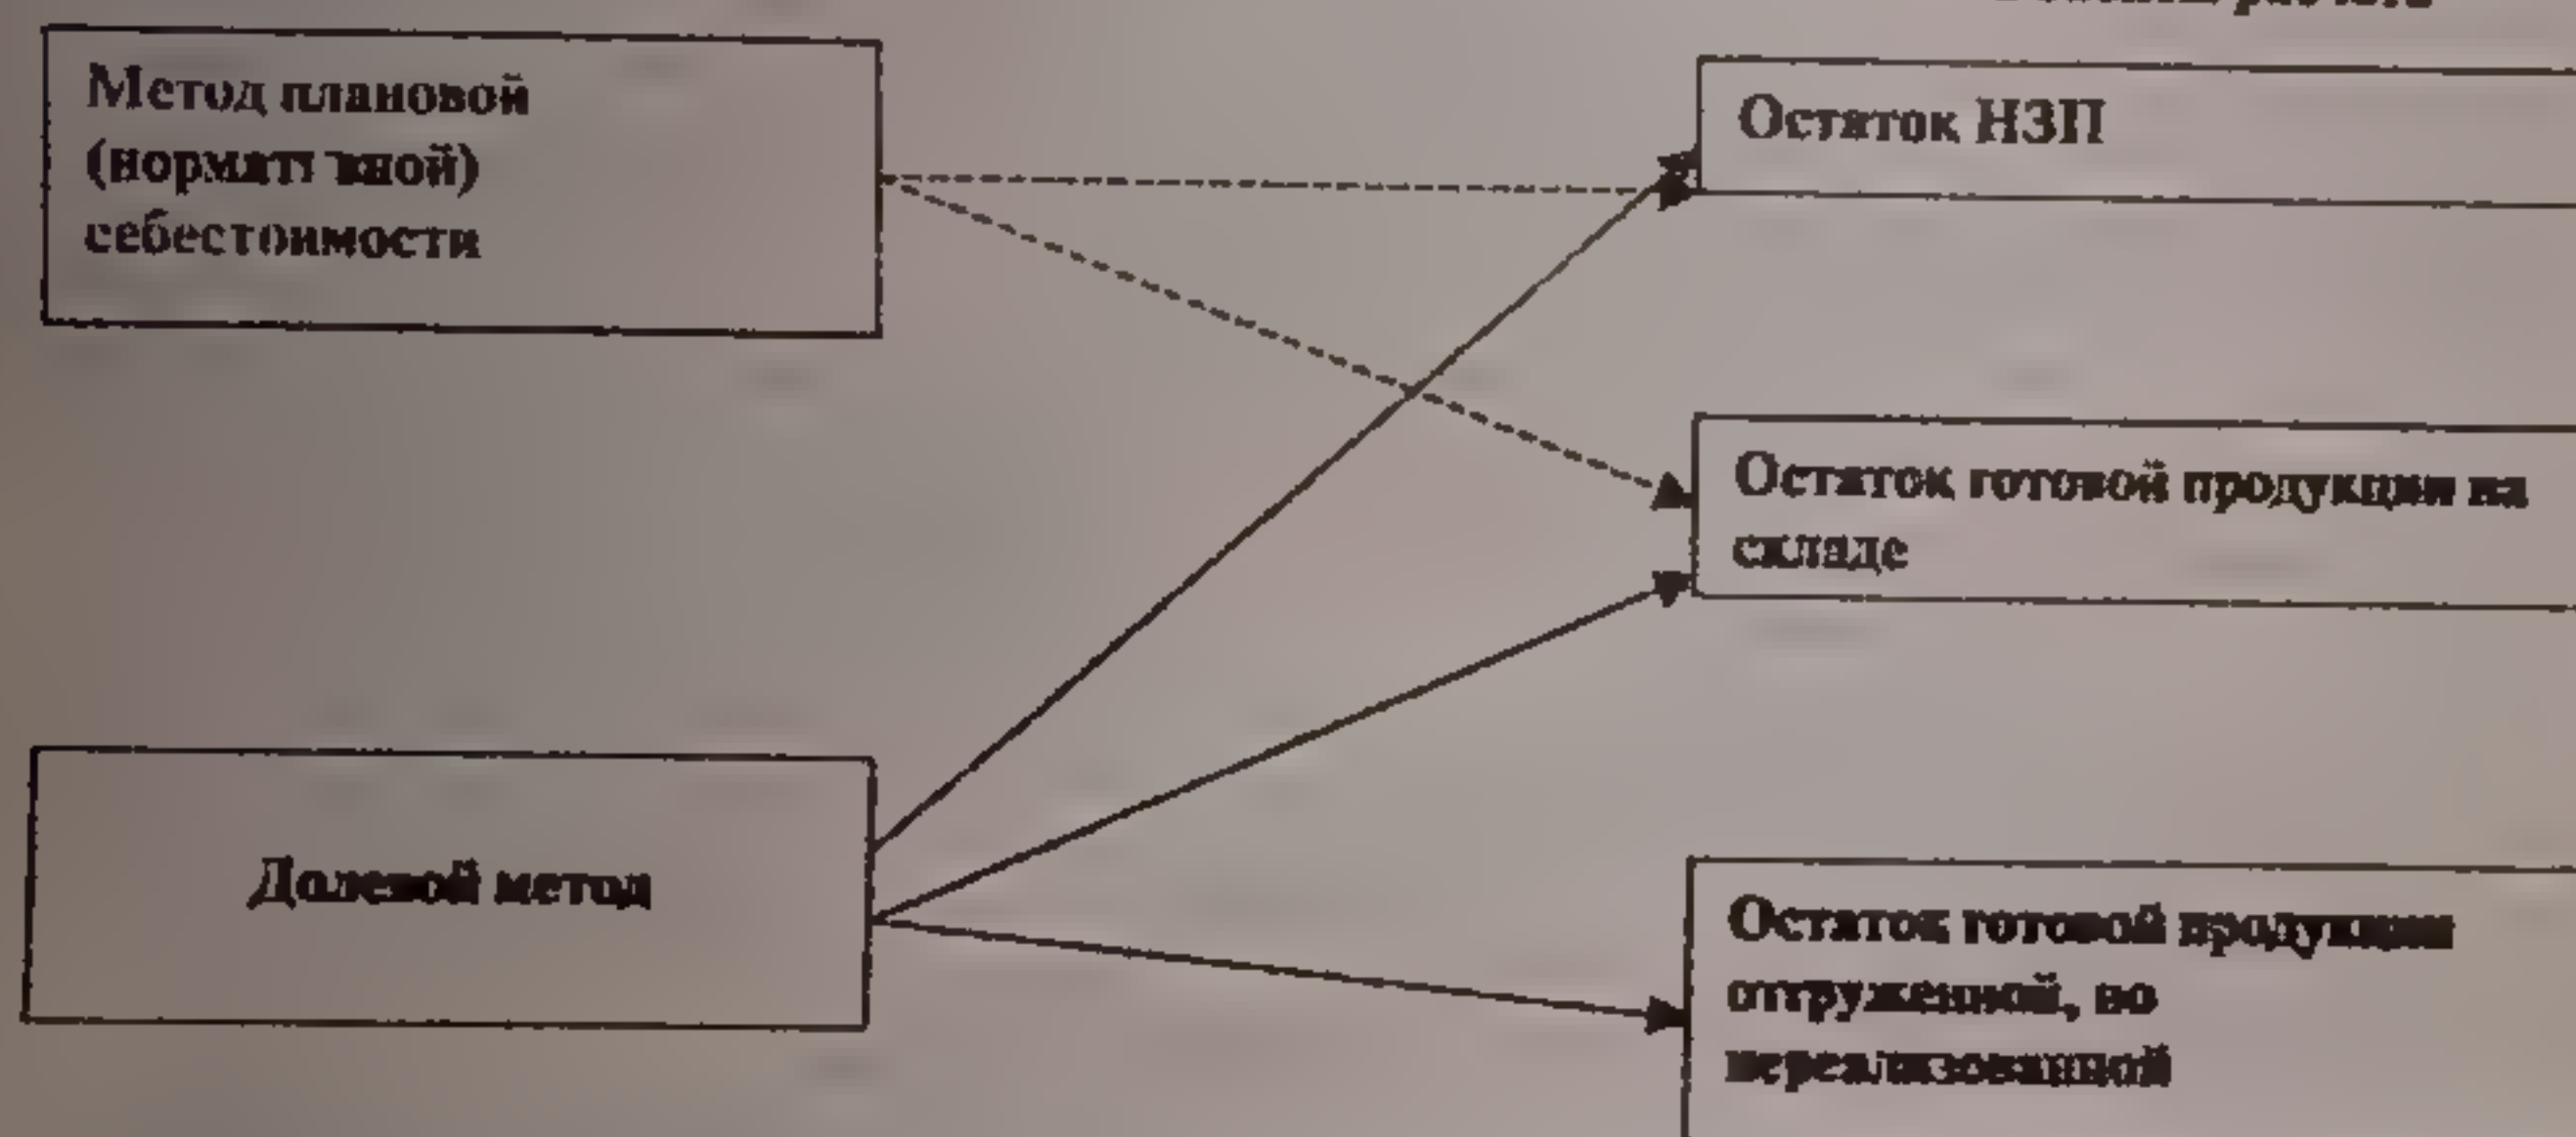 расчета
Метод плановой
(нормативной)
себестоимости
Остаток НЗП
Остаток готовой продукции на
складе
Долевой метод
Остаток готовой продукции
отгруженной, но
нереализованной